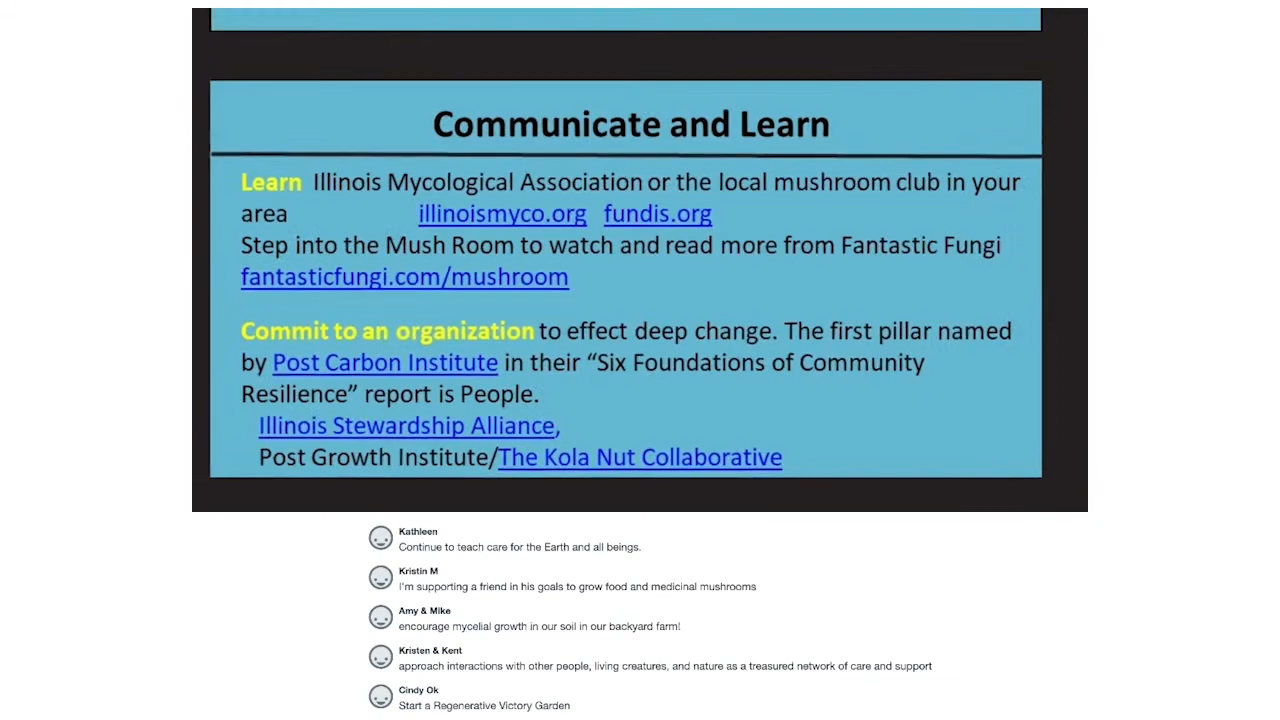 Communicate and Learn
Learn Illinois Mycological Association or the local mushroom club in your
area illinoismyco.org fundis.org
Step into the Mush Room to watch and read more from Fantastic Fungi
fantasticfungi.com/mushroom
Commit to an organization to effect deep change. The first pillar named
by Post Carbon Institute in their “Six Foundations of Community
Resilience” report is People.
Illinois Stewardship Alliance,
Post Growth Institute/The Kola Nut Collaborative
Kathleen
Continue to teach care for the Earth and all beings.
Kristin M
I'm supporting a friend in his goals to grow food and medicinal mushrooms
Amy & Mike
encourage mycelial growth in our soil in our backyard farm!
Kristen & Kent
approach interactions with other people, living creatures, and nature as a treasured network of care and support
Cindy Ok
Start a Regenerative Victory Garden